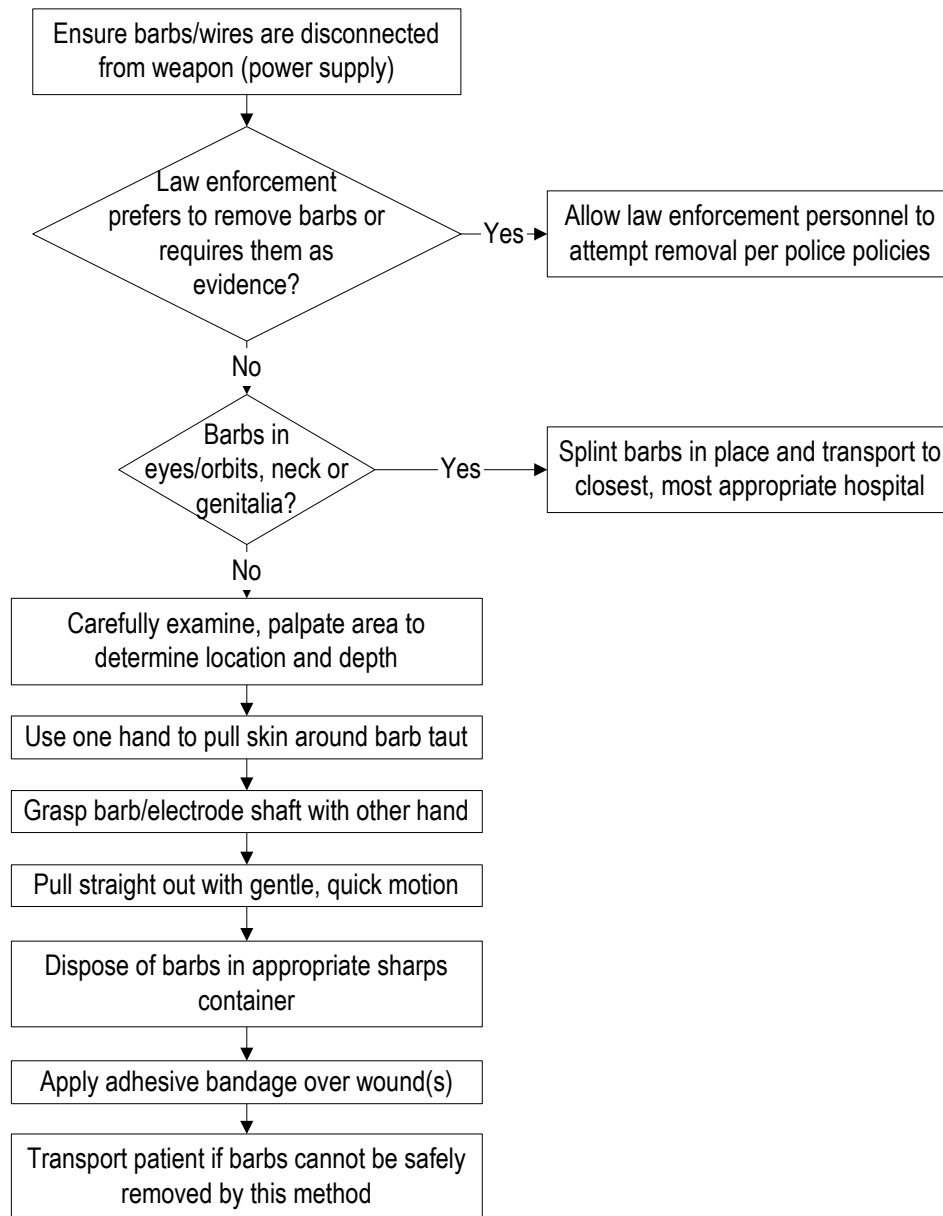 Ensure barbs/wires are disconnected
from weapon (power supply)
Law enforcement
prefers to remove barbs or
requires them as
evidence?
Yes
Allow law enforcement personnel to
attempt removal per police policies
No
Barbs in
eyes/orbits, neck or
genitalia?
Yes
Splint barbs in place and transport to
closest, most appropriate hospital
No
Carefully examine, palpate area to
determine location and depth
Use one hand to pull skin around barb taut
Grasp barb/electrode shaft with other hand
Pull straight out with gentle, quick motion
Dispose of barbs in appropriate sharps
container
Apply adhesive bandage over wound(s)
Transport patient if barbs cannot be safely
removed by this method